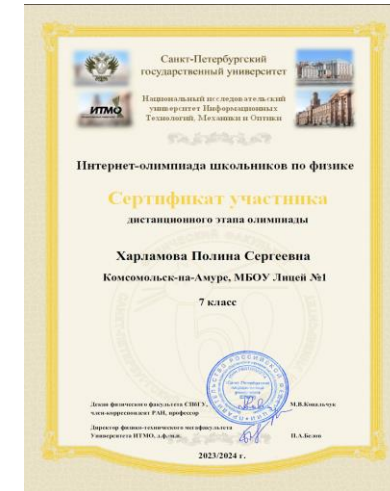 Санкт-Петербургский
государственный университет
Национальный исследовательский
университет Информационных
Технологий, Механики и Оптики
ИТМО
Интернет-олимпиада школьников по физике
Сертификат участника
дистанционного этапа олимпиады
Харламова Полина Сергеевна
Комсомольск-на-Амуре, МБОУ Лицей №1
7 класс
Декан физического факультета СПбГУ,
член-корреспондент РАН, профессор
М.В.Ковальчук
Директор физико-технического мегафакультета
Университета ИТМО, д.ф.-м.н.
П.А.Белов
2023/2024 г.